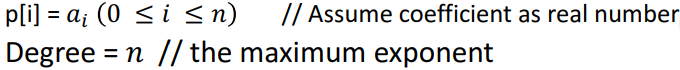 p[i] = aᵢ (0 ≤ i ≤ n) // Assume coefficient as real number
Degree = n // the maximum exponent